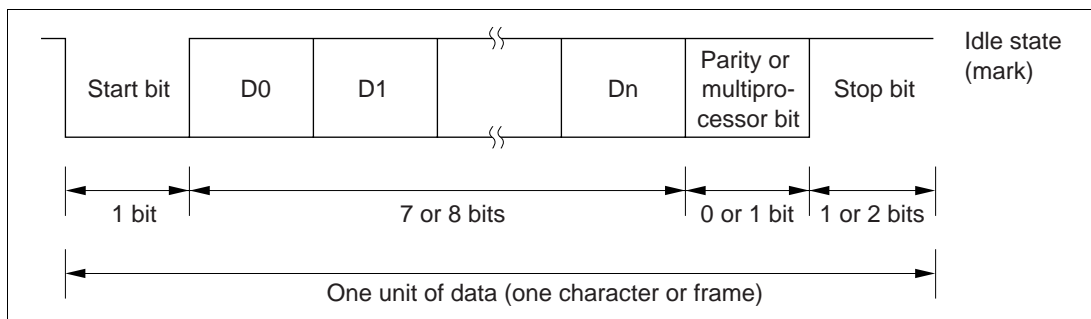 Idle state
(mark)
Start bit
D0
D1
Dn
Parity or
multipro-
cessor bit
Stop bit
1 bit
7 or 8 bits
0 or 1 bit
1 or 2 bits
One unit of data (one character or frame)